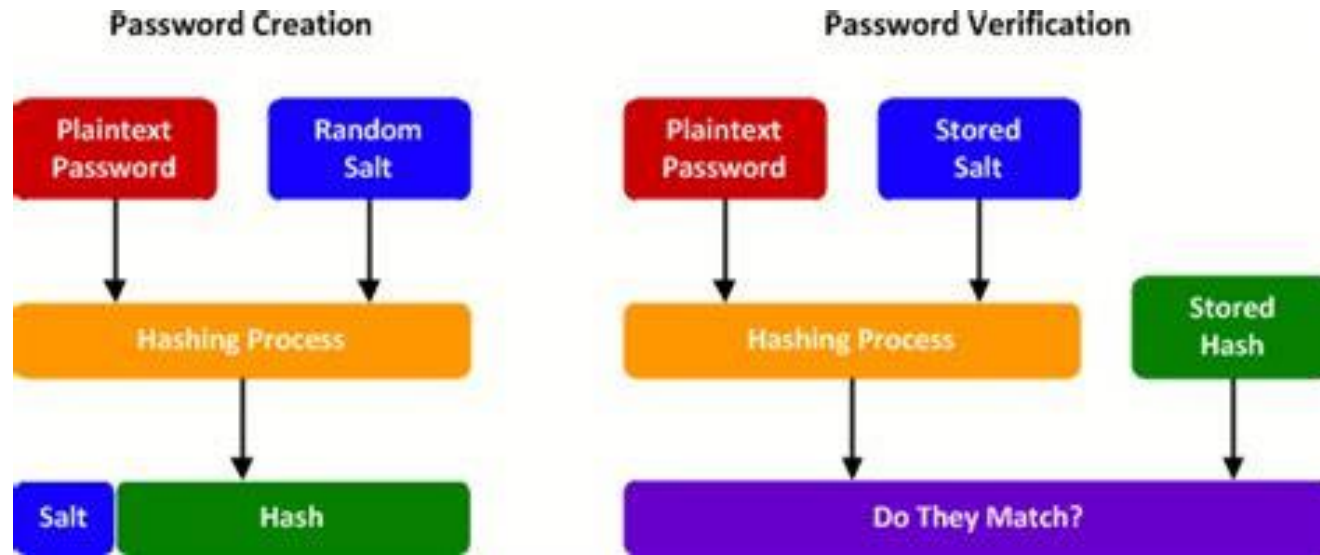 Password Creation
Plaintext
Password
Random
Salt
Hashing Process
Salt
Hash
Password Verification
Plaintext
Password
Stored
Salt
Hashing Process
Stored
Hash
Do They Match?